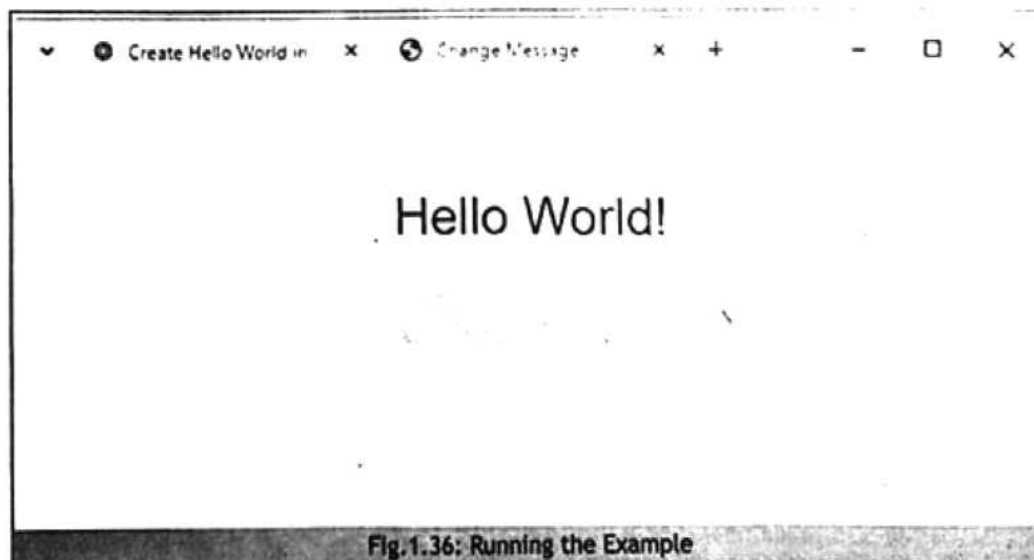 Create Hello World in
Change Message
Hello World!
Fig.1.36: Running the Example